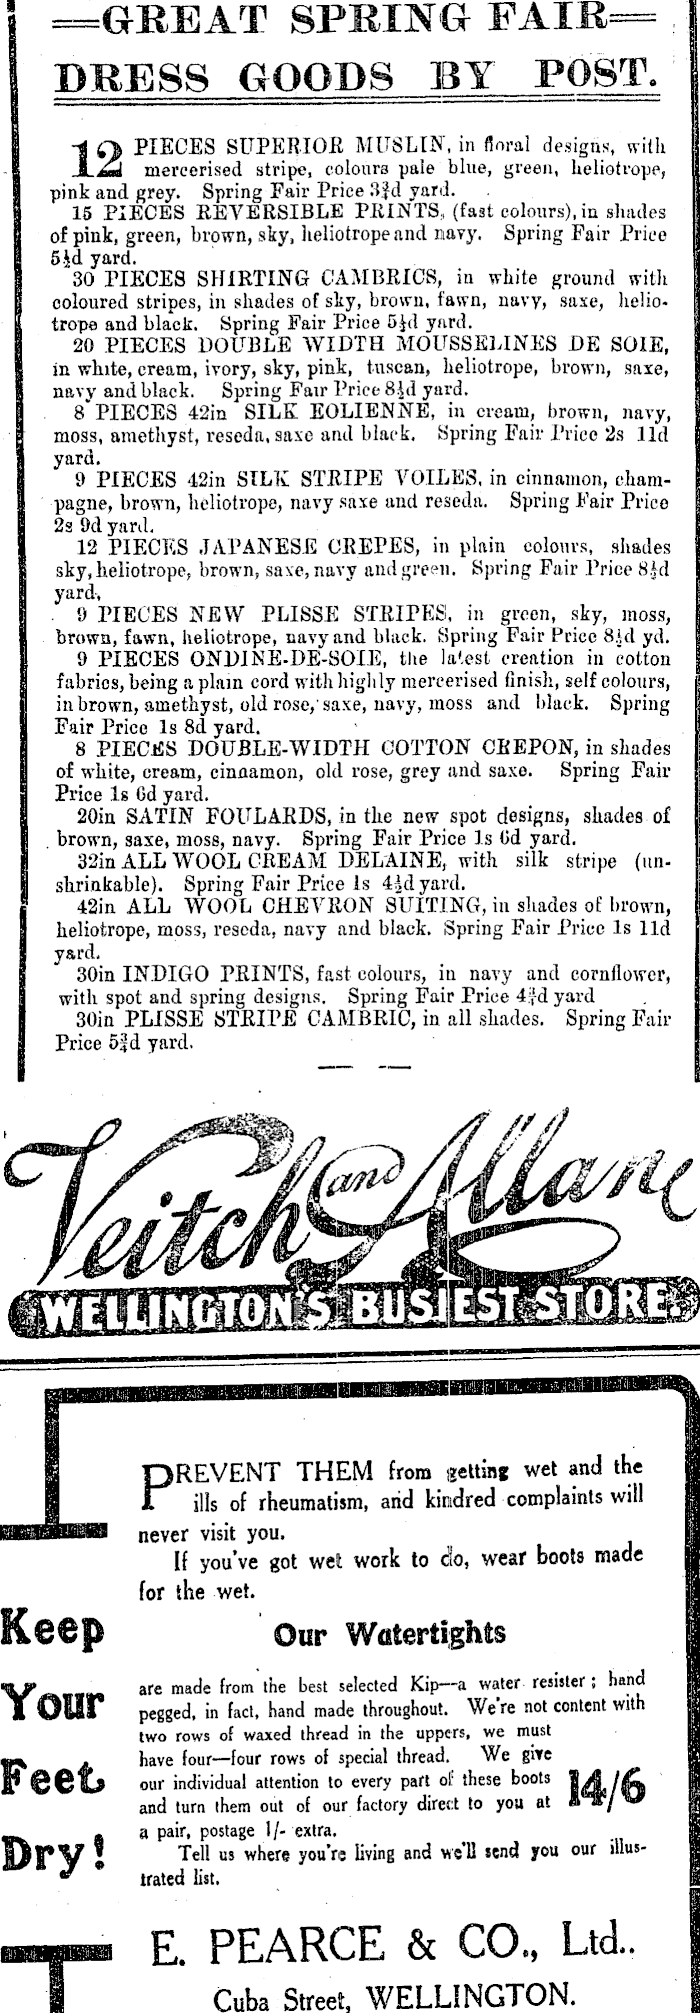 GREAT SPRING FAIR
DRESS GOODS BY POST.
12 PIECES SUPERIOR MUSLIN, in floral designs, with
mercerised stripe, colours pale blue, green, heliotrope,
pink and grey. Spring Fair Price 3¾d yard.
15 PIECES REVERSIBLE PRINTS, (fast colours), in shades
of pink, green, brown, sky, heliotrope and navy. Spring Fair Price
5½d yard.
30 PIECES SHIRTING CAMBRICS, in white ground with
coloured stripes, in shades of sky, brown, fawn, navy, saxe, helio-
trope and black. Spring Fair Price 5½d yard.
20 PIECES DOUBLE WIDTH MOUSSELINES DE SOIE,
in white, cream, ivory, sky, pink, tuscan, heliotrope, brown, saxe,
navy and black. Spring Fair Price 8½d yard.
8 PIECES 42in SILK EOLIENNE, in cream, brown, navy,
moss, amethyst, reseda, saxe and black. Spring Fair Price 2s 11d
yard.
9 PIECES 42in SILK STRIPE VOILES, in cinnamon, cham-
pagne, brown, heliotrope, navy saxe and reseda. Spring Fair Price
2s 9d yard.
12 PIECES JAPANESE CREPES, in plain colours, shades
sky, heliotrope, brown, saxe, navy and green. Spring Fair Price 8½d
yard,
9 PIECES NEW PLISSE STRIPES, in green, sky, moss,
brown, fawn, heliotrope, navy and black. Spring Fair Price 8½d yd.
9 PIECES ONDINE-DE-SOIE, the latest creation in cotton
fabrics, being a plain cord with highly mercerised finish, self colours,
in brown, amethyst, old rose, saxe, navy, moss and black. Spring
Fair Price 1s 8d yard.
8 PIECES DOUBLE-WIDTH COTTON CREPON, in shades
of white, cream, cinnamon, old rose, grey and saxe. Spring Fair
Price 1s 6d yard.
20in SATIN FOULARDS, in the new spot designs, shades of
brown, saxe, moss, navy. Spring Fair Price 1s 6d yard.
32in ALL WOOL CREAM DELAINE, with silk stripe (un-
shrinkable). Spring Fair Price 1s 4½d yard.
42in ALL WOOL CHEVRON SUITING, in shades of brown,
heliotrope, moss, reseda, navy and black. Spring Fair Price 1s 11d
yard.
30in INDIGO PRINTS, fast colours, in navy and cornflower,
with spot and spring designs. Spring Fair Price 4¾d yard
30in PLISSE STRIPE CAMBRIC, in all shades. Spring Fair
Price 5¾d yard.
Veitch and Allan
WELLINGTON'S BUSIEST STORE.
Keep
Your
Feet
Dry!
PREVENT THEM from getting wet and the
ills of rheumatism, and kindred complaints will
never visit you.
If you've got wet work to do, wear boots made
for the wet.
Our Watertights
are made from the best selected Kip—a water resister; hand
pegged, in fact, hand made throughout. We're not content with
two rows of waxed thread in the uppers, we must
have four—four rows of special thread. We give
our individual attention to every part of these boots
and turn them out of our factory direct to you at 14/6
a pair, postage 1/- extra.
Tell us where you're living and we'll send you our illus-
trated list.
E. PEARCE & CO., Ltd..
Cuba Street, WELLINGTON.